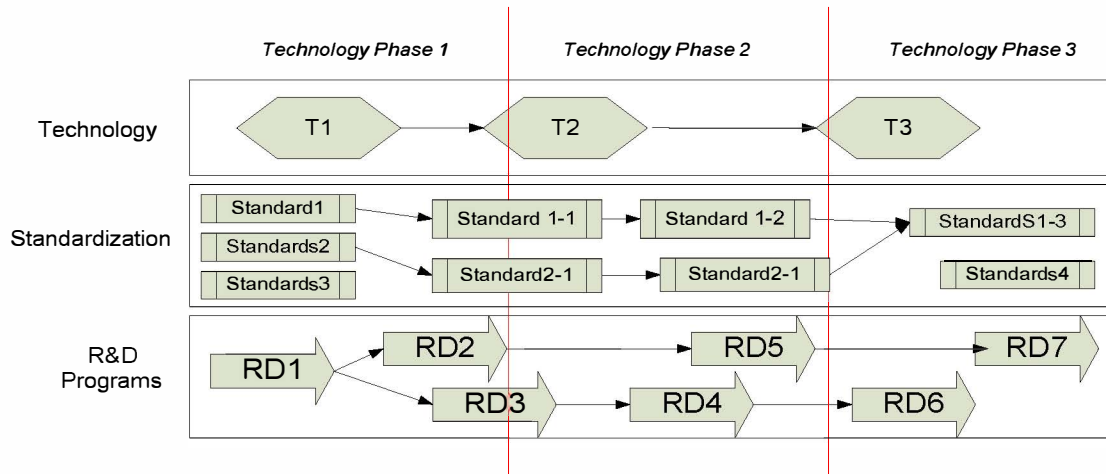 Technology Phase 1
Technology Phase 2
Technology Phase 3
Technology
T1
T2
T3
Standardization
Standard1
Standard 1-1
Standard 1-2
StandardS1-3
Standards2
Standard2-1
Standard2-1
Standards4
Standards3
R&D
Programs
RD1
RD2
RD5
RD7
RD3
RD4
RD6